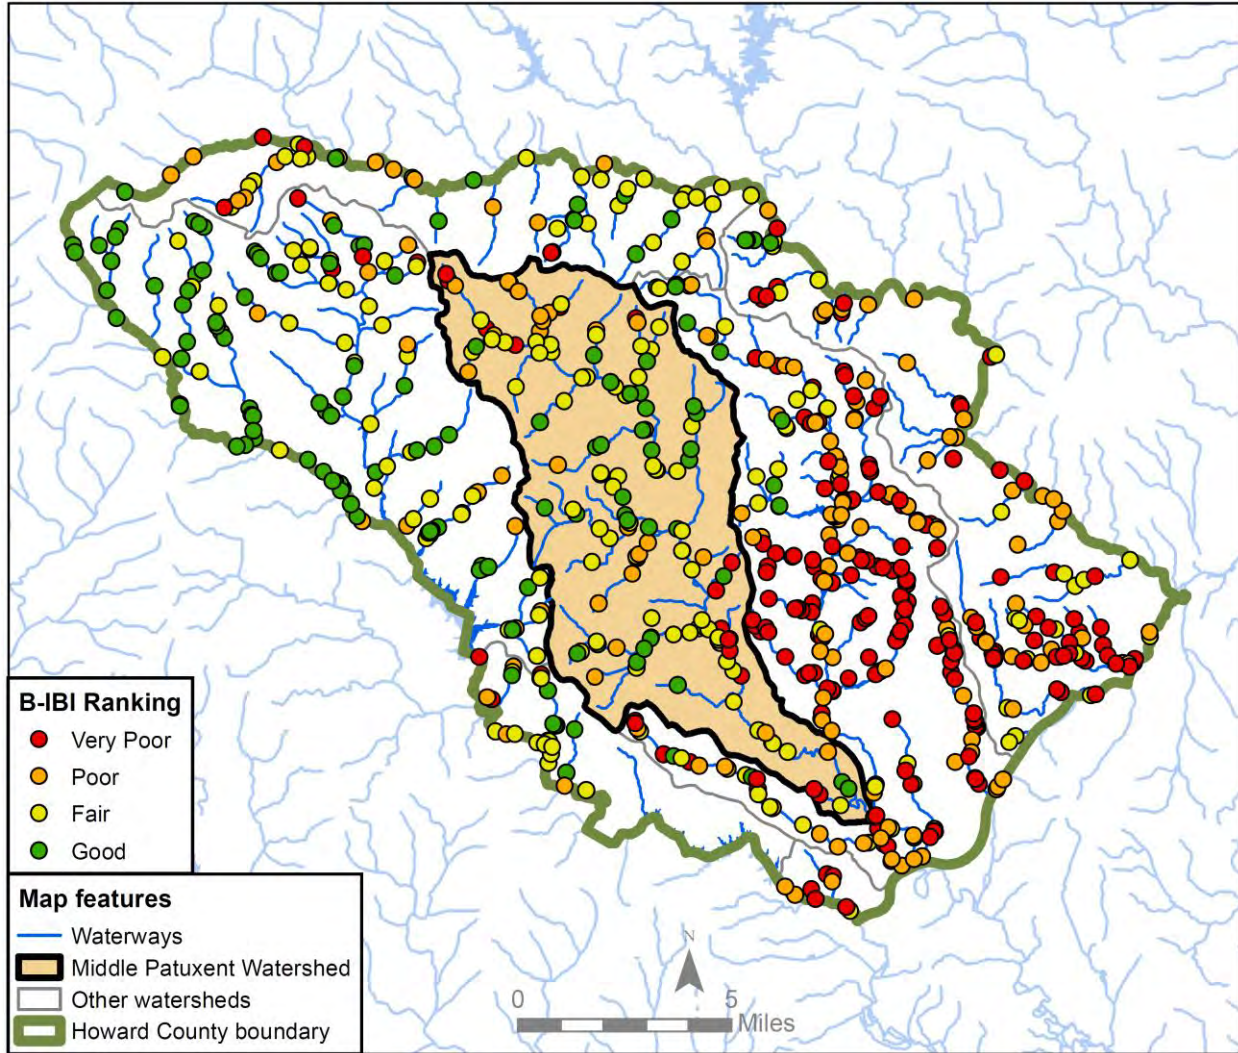 B-IBI Ranking
Very Poor
Poor
Fair
Good
Map features
Waterways
Middle Patuxent Watershed
Other watersheds
Howard County boundary
N
0 5
Miles